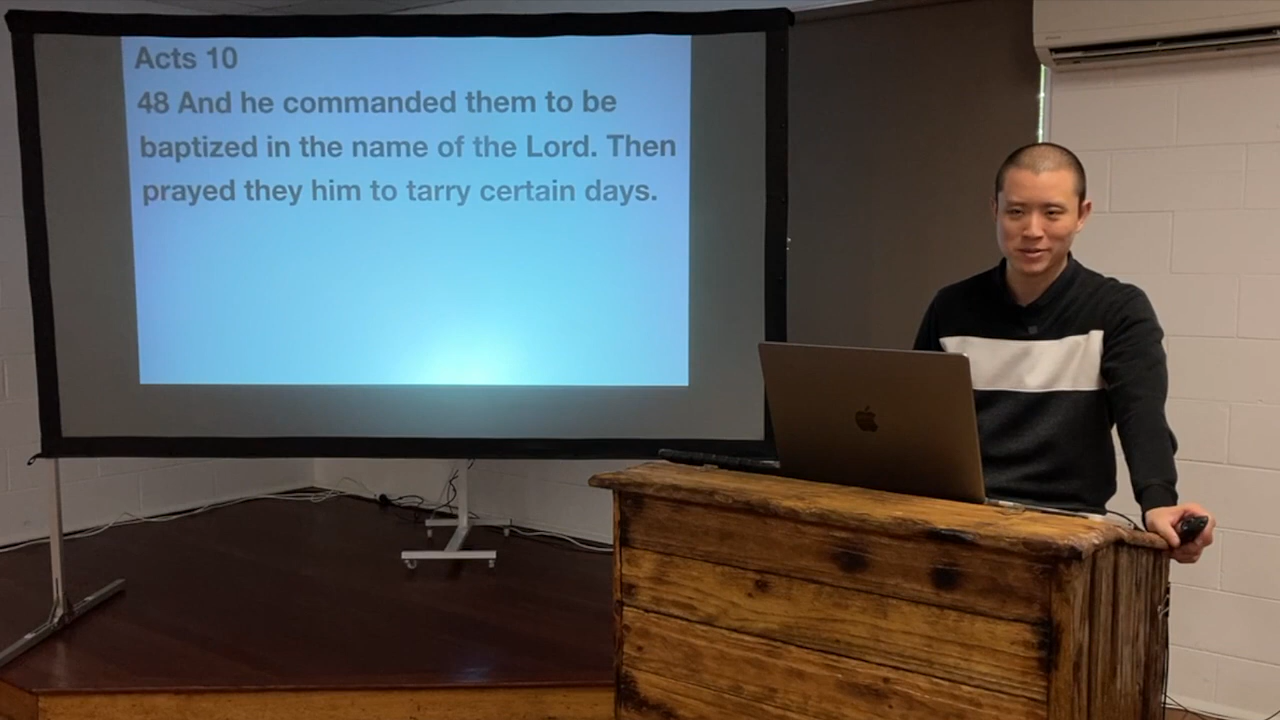 Acts 10
48 And he commanded them to be
baptized in the name of the Lord. Then
prayed they him to tarry certain days.